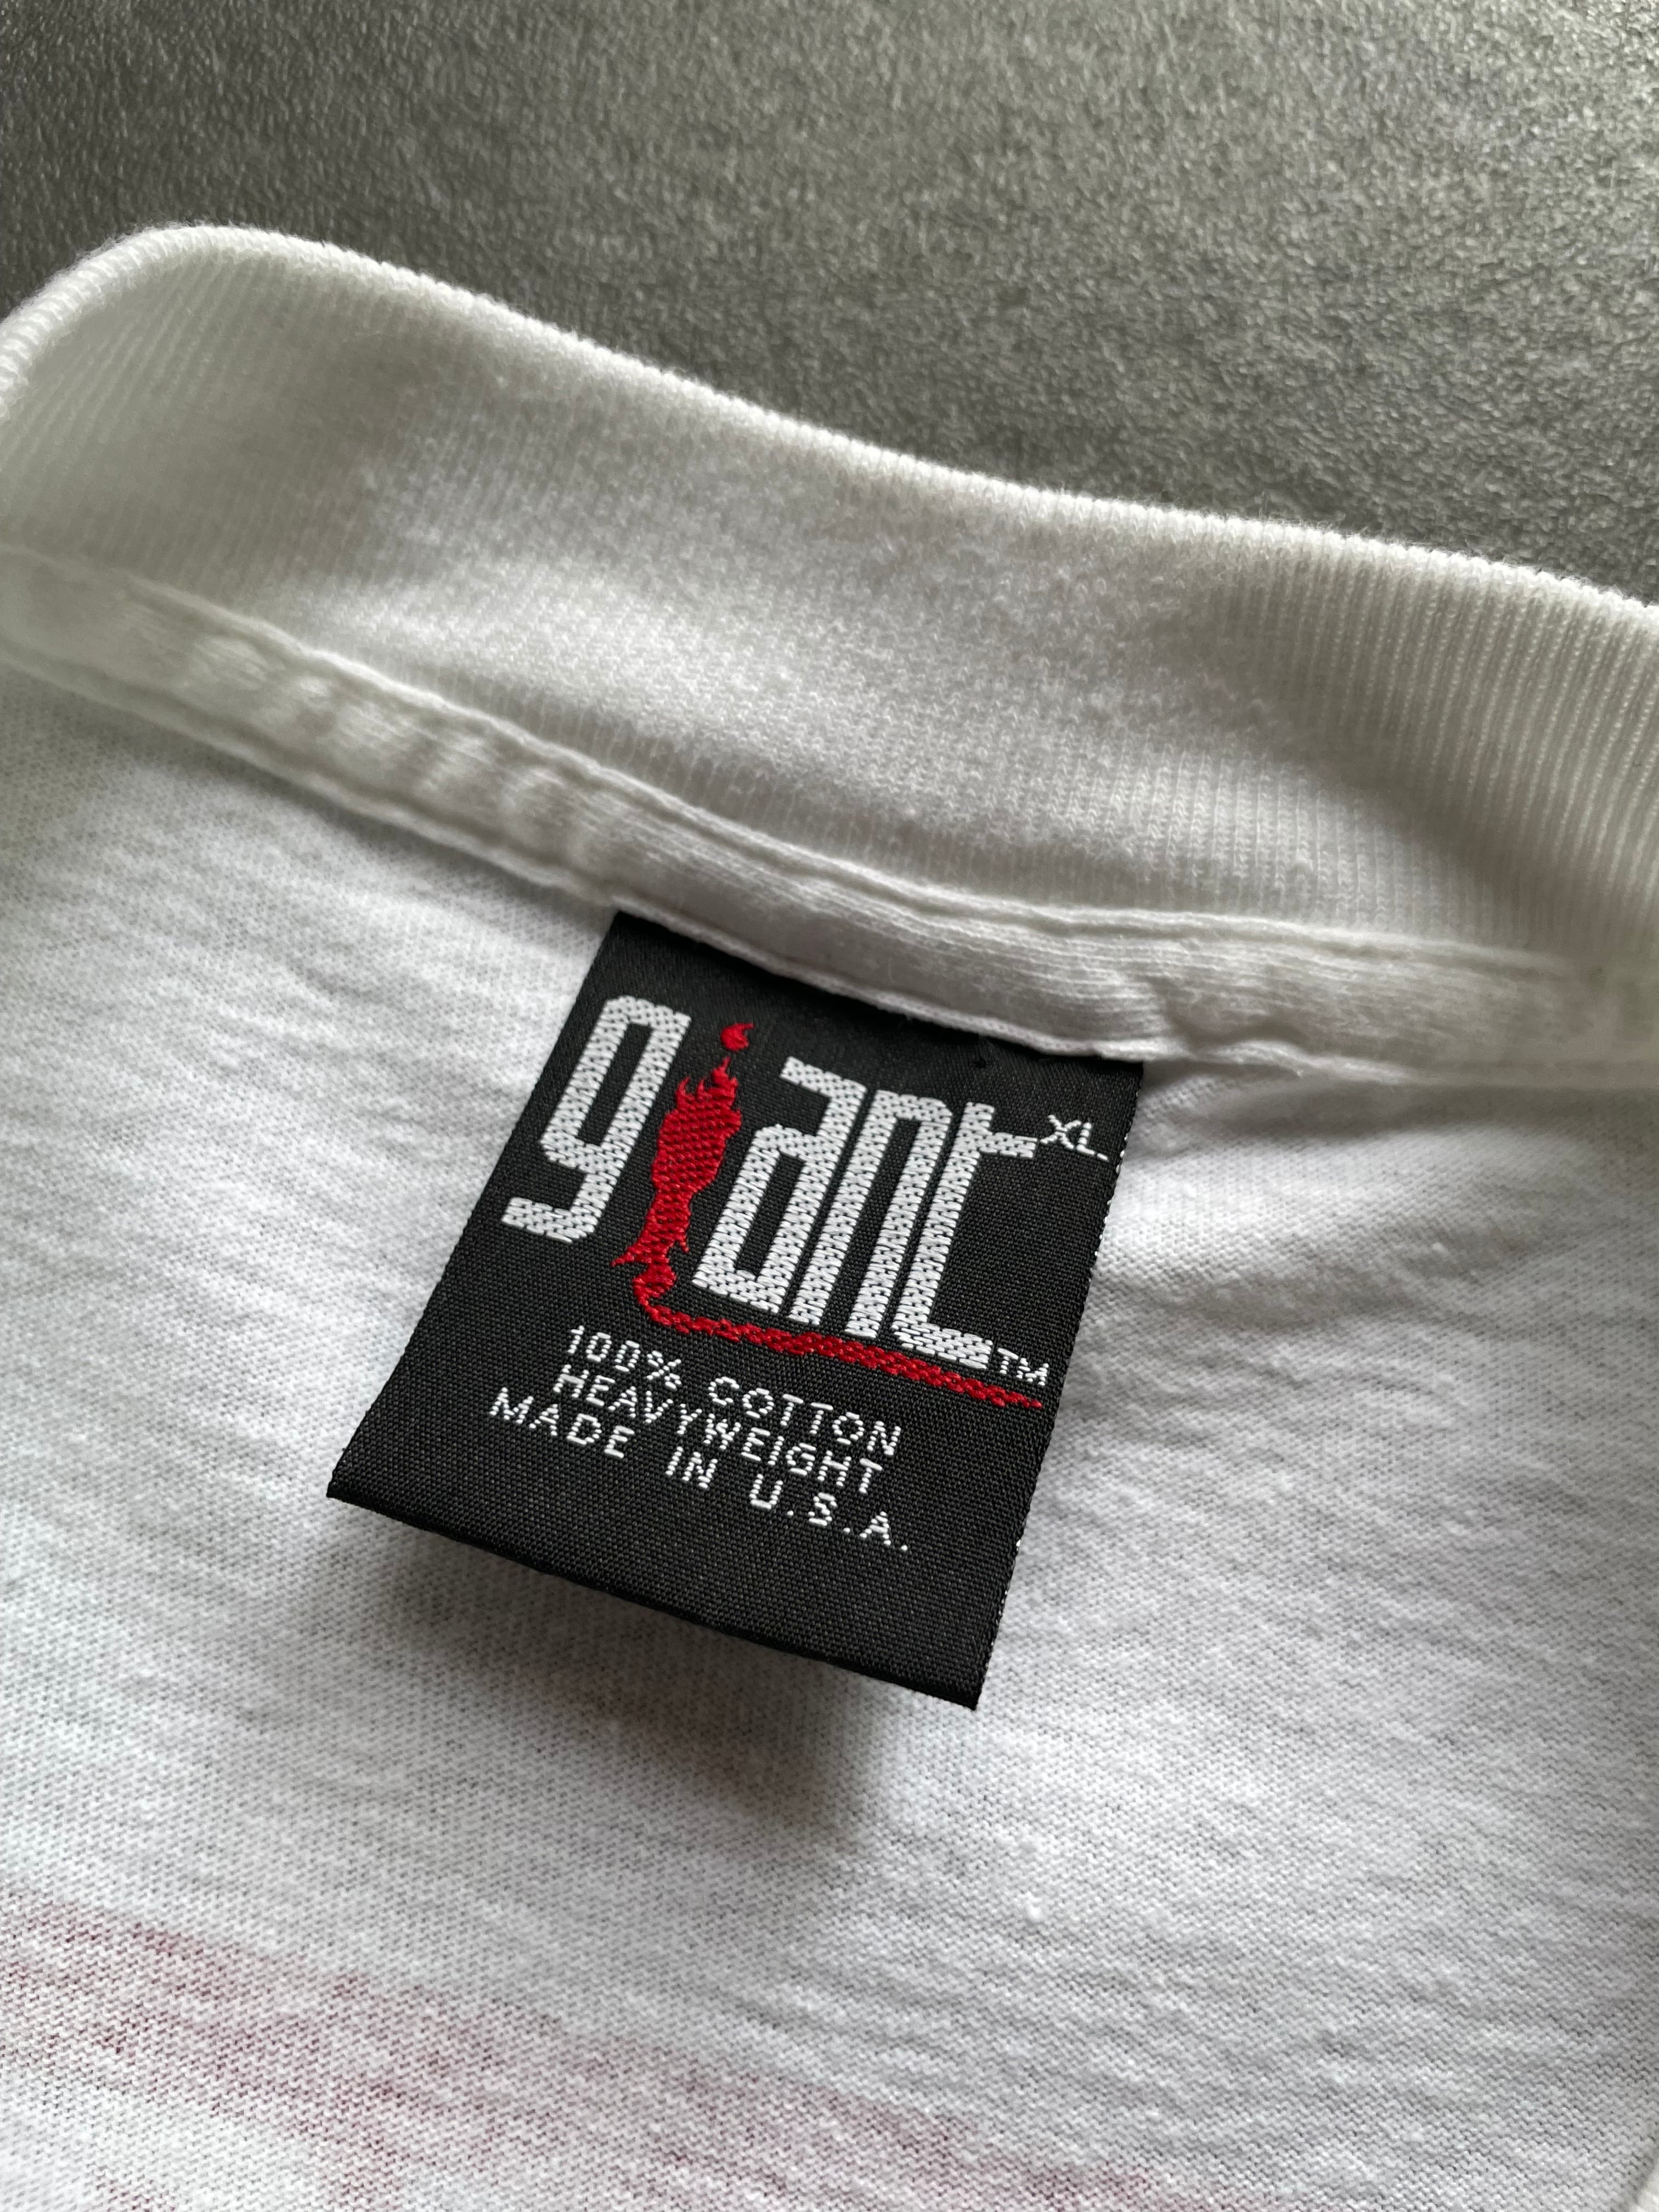 giant
XL
TM
100% COTTON
HEAVYWEIGHT
MADE IN U.S.A.